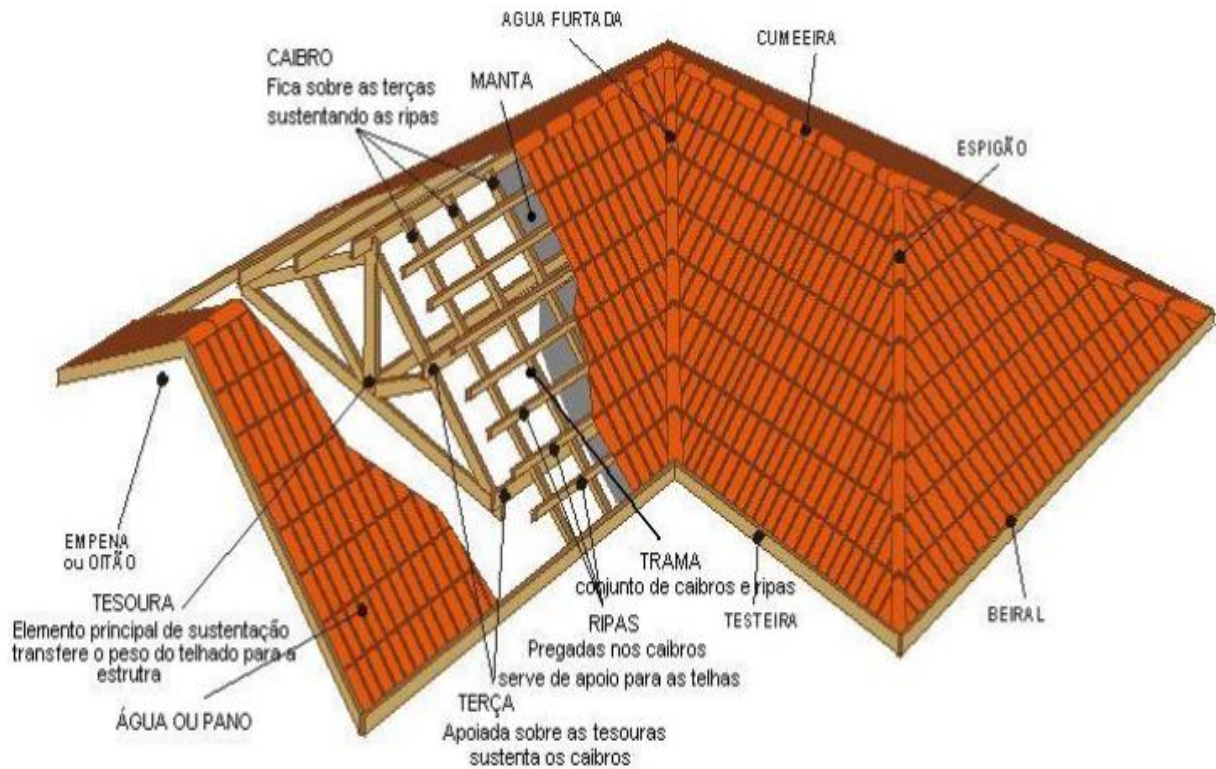 AGUA FURTADA
CUMEEIRA
CAIBRO
Fica sobre as terças
sustentando as ripas
MANTA
ESPIGÃO
EMPENA
ou OITÃO
TESOURA
Elemento principal de sustentação
transfere o peso do telhado para a
estrutra
ÁGUA OU PANO
TRAMA
conjunto de caibros e ripas
RIPAS
Pregadas nos caibros
serve de apoio para as telhas
TERÇA
Apoiada sobre as tesouras
sustenta os caibros
TESTEIRA
BEIRAL